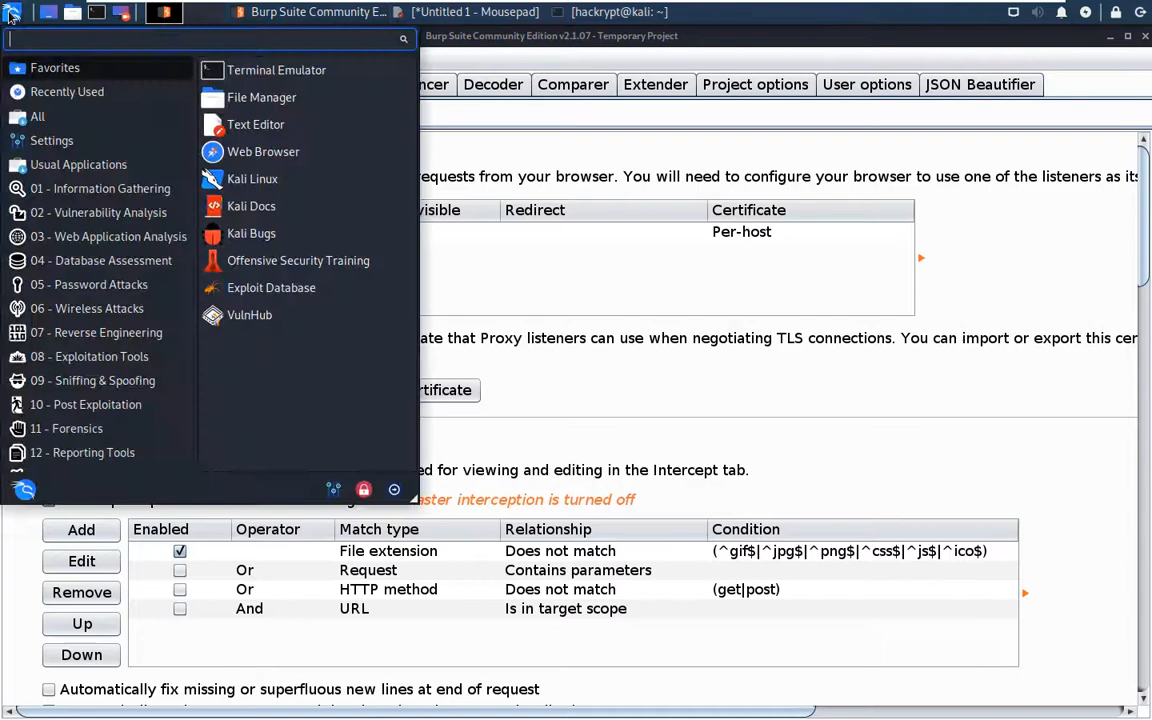 Burp Suite Community E...
[*Untitled 1 - Mousepad]
[hackrypt@kali: ~]
Burp Suite Community Edition v2.1.07 - Temporary Project
Favorites
Recently Used
All
Settings
Usual Applications
01 - Information Gathering
02 - Vulnerability Analysis
03 - Web Application Analysis
04 - Database Assessment
05 - Password Attacks
06 - Wireless Attacks
07 - Reverse Engineering
08 - Exploitation Tools
09 - Sniffing & Spoofing
10 - Post Exploitation
11 - Forensics
12 - Reporting Tools
Terminal Emulator
File Manager
Text Editor
Web Browser
Kali Linux
Kali Docs
Kali Bugs
Offensive Security Training
Exploit Database
VulnHub
ncer Decoder Comparer Extender Project options User options JSON Beautifier
equests from your browser. You will need to configure your browser to use one of the listeners as its
visible Redirect Certificate
Per-host
ate that Proxy listeners can use when negotiating TLS connections. You can import or export this cer
rtificate
ed for viewing and editing in the Intercept tab.
aster interception is turned off
Add
Edit
Remove
Up
Down
Enabled Operator Match type Relationship Condition
File extension Does not match (^gif$|^jpg$|^png$|^css$|^js$|^ico$)
Or Request Contains parameters
Or HTTP method Does not match (get|post)
And URL Is in target scope
Automatically fix missing or superfluous new lines at end of request